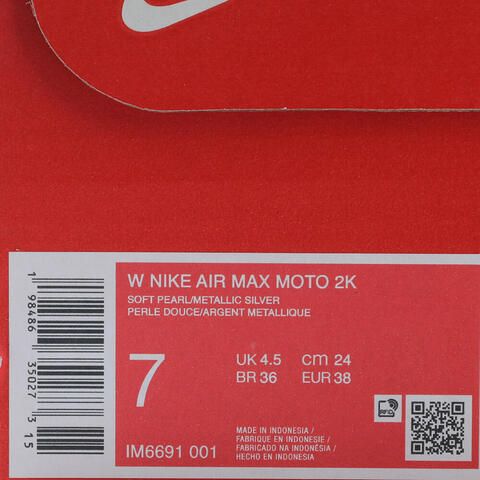 W NIKE AIR MAX MOTO 2K
SOFT PEARL/METALLIC SILVER
PERLE DOUCE/ARGENT METALLIQUE
7
UK 4.5 cm 24
BR 36 EUR 38
IM6691 001
MADE IN INDONESIA /
FABRIQUE EN INDONESIE /
FABRICADO NA INDONÉSIA /
HECHO EN INDONESIA
RFID
1 98486 35027 3 15